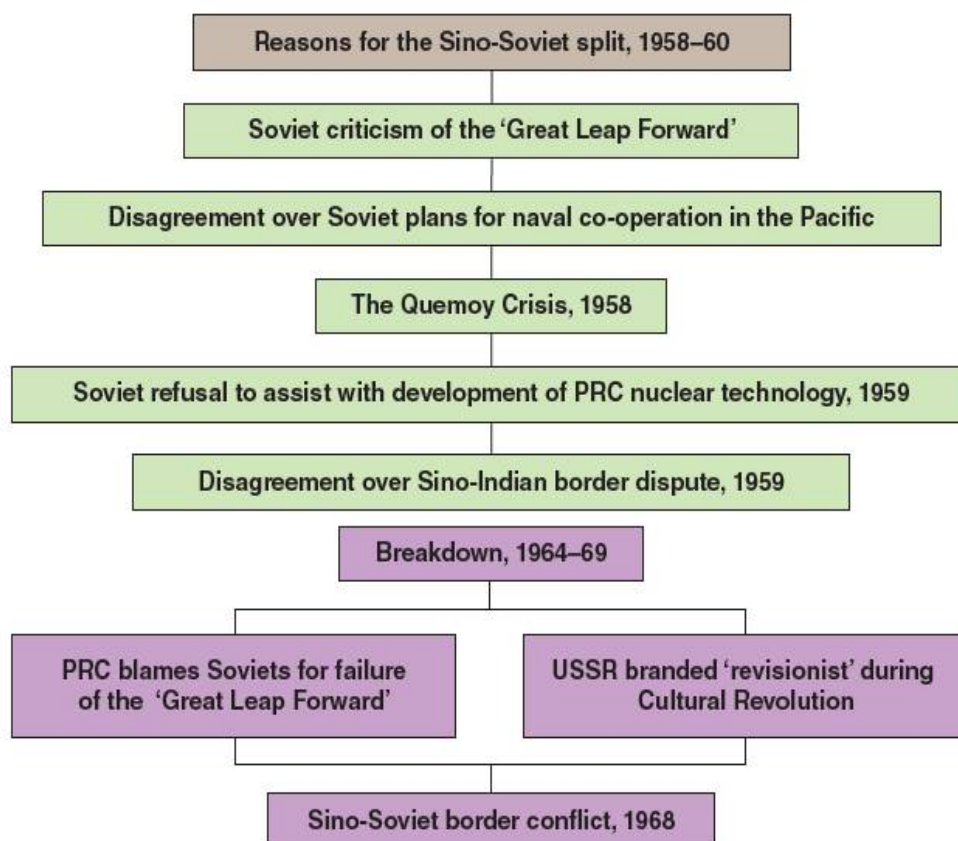 Reasons for the Sino-Soviet split, 1958–60
Soviet criticism of the ‘Great Leap Forward’
Disagreement over Soviet plans for naval co-operation in the Pacific
The Quemoy Crisis, 1958
Soviet refusal to assist with development of PRC nuclear technology, 1959
Disagreement over Sino-Indian border dispute, 1959
Breakdown, 1964–69
PRC blames Soviets for failure
of the ‘Great Leap Forward’
USSR branded ‘revisionist’ during
Cultural Revolution
Sino-Soviet border conflict, 1968